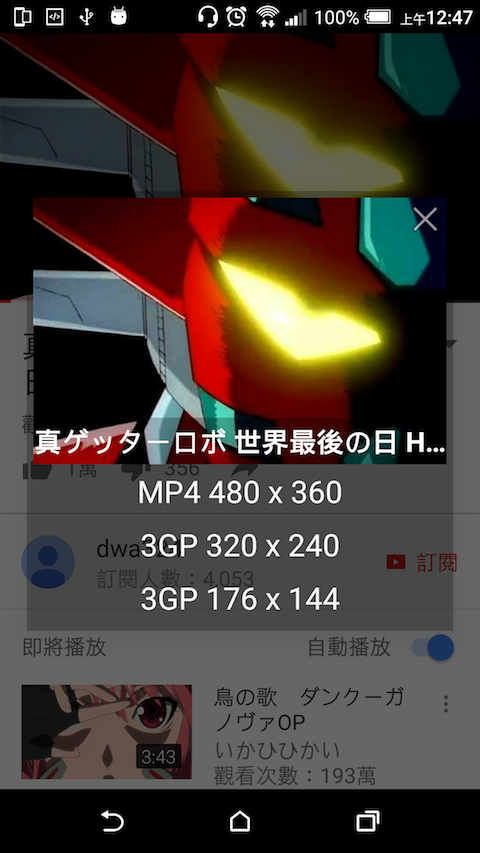 100% 上午12:47
真ゲッターロボ 世界最後の日 H...
1萬 356
MP4 480 x 360
3GP 320 x 240
訂閱
訂閱人數：4,053
3GP 176 x 144
即將播放 自動播放
鳥の歌 ダンクーガ
ノヴァOP
いかひひかい
觀看次數：193萬
3:43